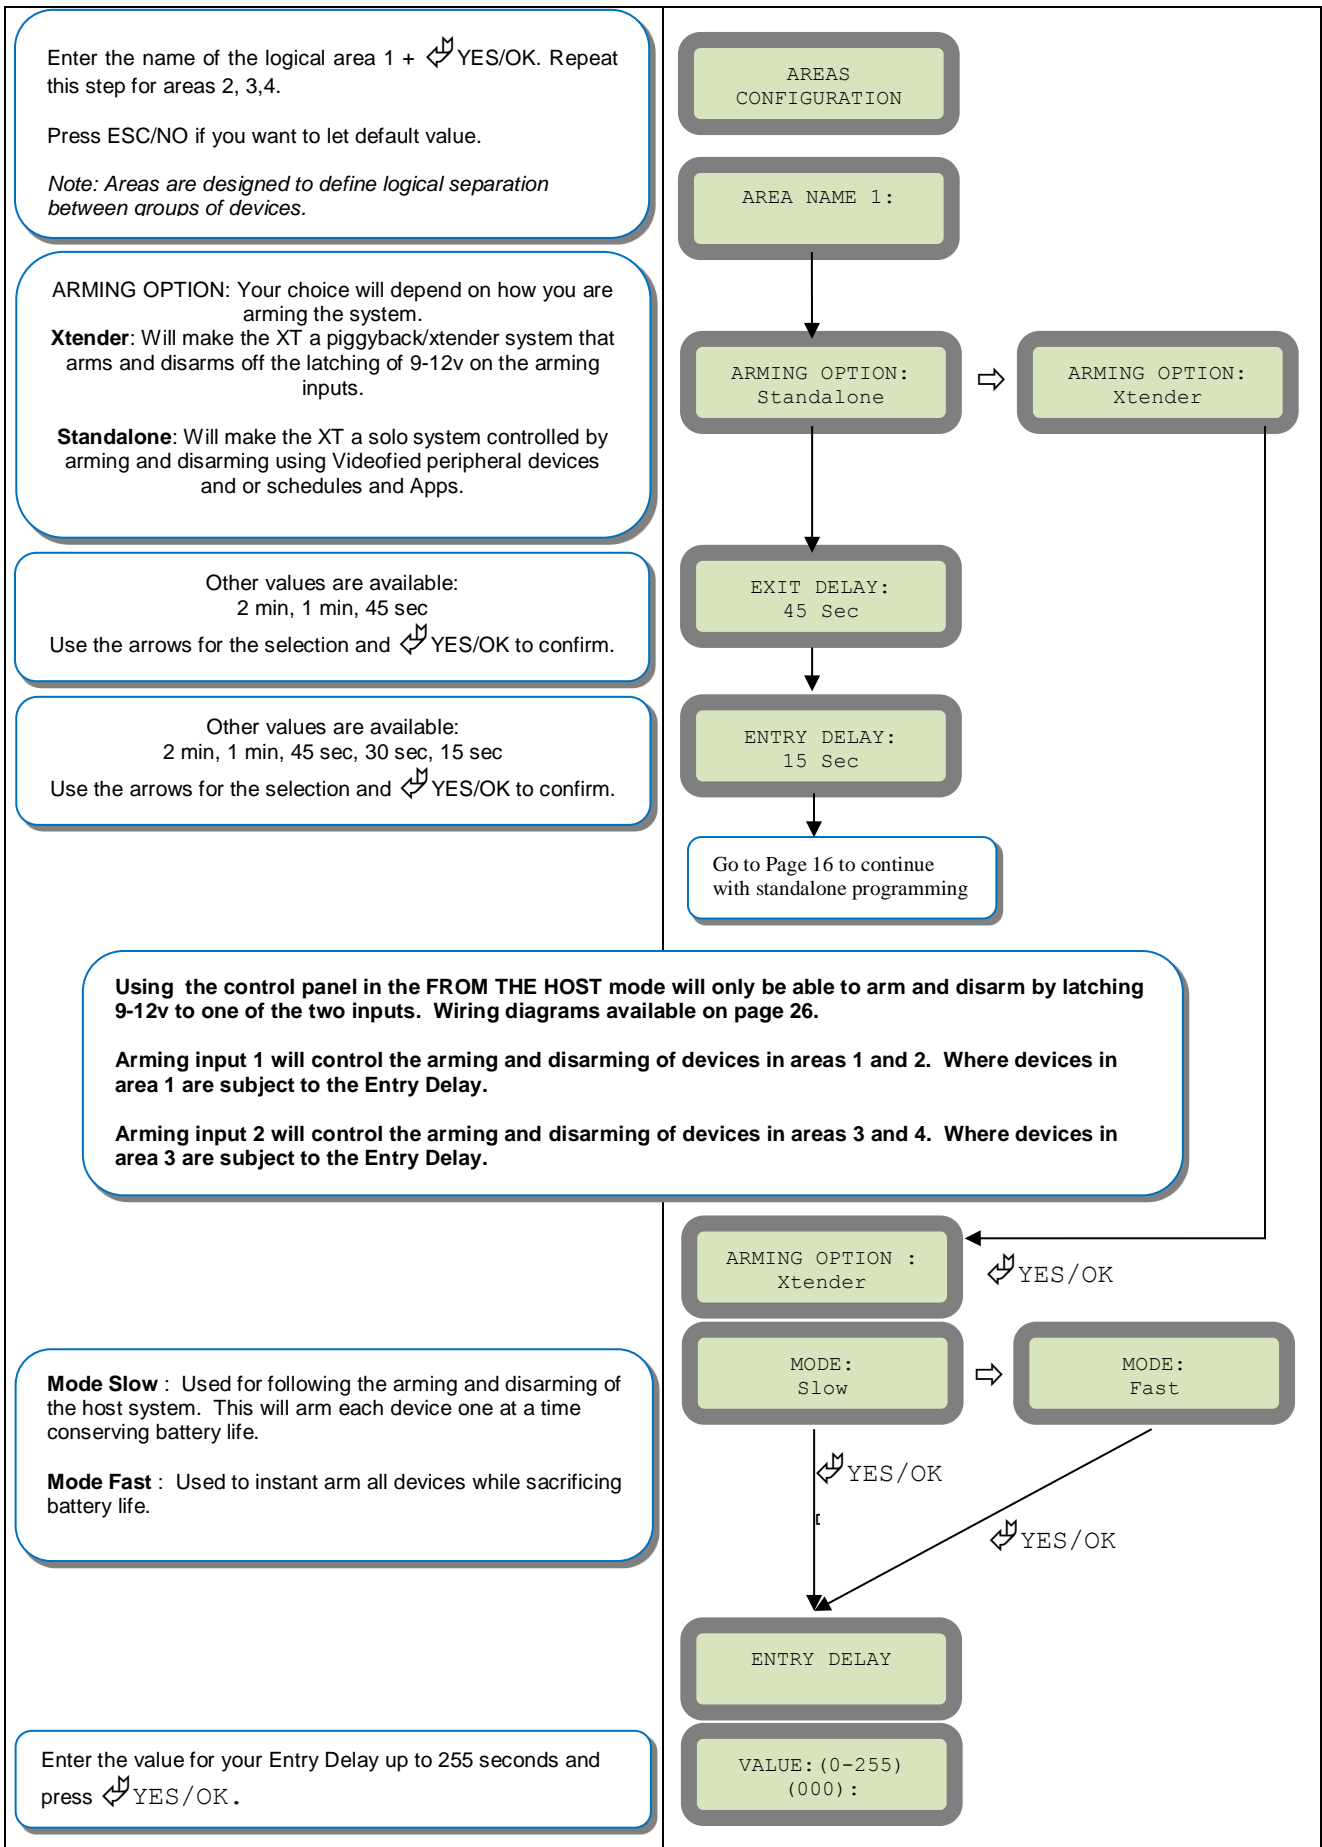 Enter the name of the logical area 1 + YES/OK. Repeat
this step for areas 2, 3,4.
Press ESC/NO if you want to let default value.
Note: Areas are designed to define logical separation
between groups of devices.
AREAS
CONFIGURATION
AREA NAME 1:
ARMING OPTION: Your choice will depend on how you are
arming the system.
Xtender: Will make the XT a piggyback/xtender system that
arms and disarms off the latching of 9-12v on the arming
inputs.
Standalone: Will make the XT a solo system controlled by
arming and disarming using Videofied peripheral devices
and or schedules and Apps.
ARMING OPTION:
Standalone
ARMING OPTION:
Xtender
Other values are available:
2 min, 1 min, 45 sec
Use the arrows for the selection and YES/OK to confirm.
EXIT DELAY:
45 Sec
Other values are available:
2 min, 1 min, 45 sec, 30 sec, 15 sec
Use the arrows for the selection and YES/OK to confirm.
ENTRY DELAY:
15 Sec
Go to Page 16 to continue
with standalone programming
Using the control panel in the FROM THE HOST mode will only be able to arm and disarm by latching
9-12v to one of the two inputs. Wiring diagrams available on page 26.
Arming input 1 will control the arming and disarming of devices in areas 1 and 2. Where devices in
area 1 are subject to the Entry Delay.
Arming input 2 will control the arming and disarming of devices in areas 3 and 4. Where devices in
area 3 are subject to the Entry Delay.
ARMING OPTION :
Xtender
YES/OK
Mode Slow : Used for following the arming and disarming of
the host system. This will arm each device one at a time
conserving battery life.
Mode Fast : Used to instant arm all devices while sacrificing
battery life.
MODE:
Slow
MODE:
Fast
YES/OK
YES/OK
ENTRY DELAY
Enter the value for your Entry Delay up to 255 seconds and
press YES/OK.
VALUE:(0-255)
(000):